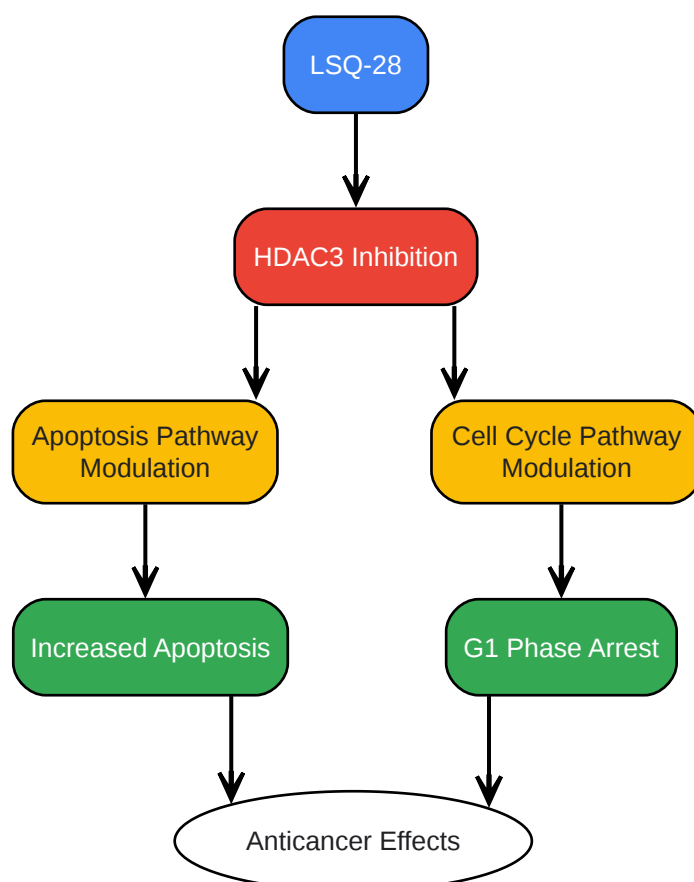 LSQ-28
HDAC3 Inhibition
Apoptosis Pathway
Modulation
Cell Cycle Pathway
Modulation
Increased Apoptosis
G1 Phase Arrest
Anticancer Effects